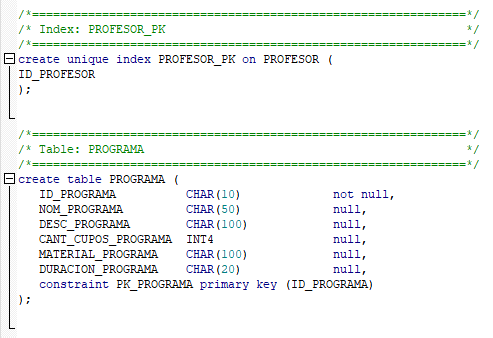 /*==============================================================*/
/* Index: PROFESOR_PK                                           */
/*==============================================================*/
create unique index PROFESOR_PK on PROFESOR (
ID_PROFESOR
);
/*==============================================================*/
/* Table: PROGRAMA                                              */
/*==============================================================*/
create table PROGRAMA (
   ID_PROGRAMA          CHAR(10)             not null,
   NOM_PROGRAMA         CHAR(50)             null,
   DESC_PROGRAMA        CHAR(100)            null,
   CANT_CUPOS_PROGRAMA  INT4                 null,
   MATERIAL_PROGRAMA    CHAR(100)            null,
   DURACION_PROGRAMA    CHAR(20)             null,
   constraint PK_PROGRAMA primary key (ID_PROGRAMA)
);